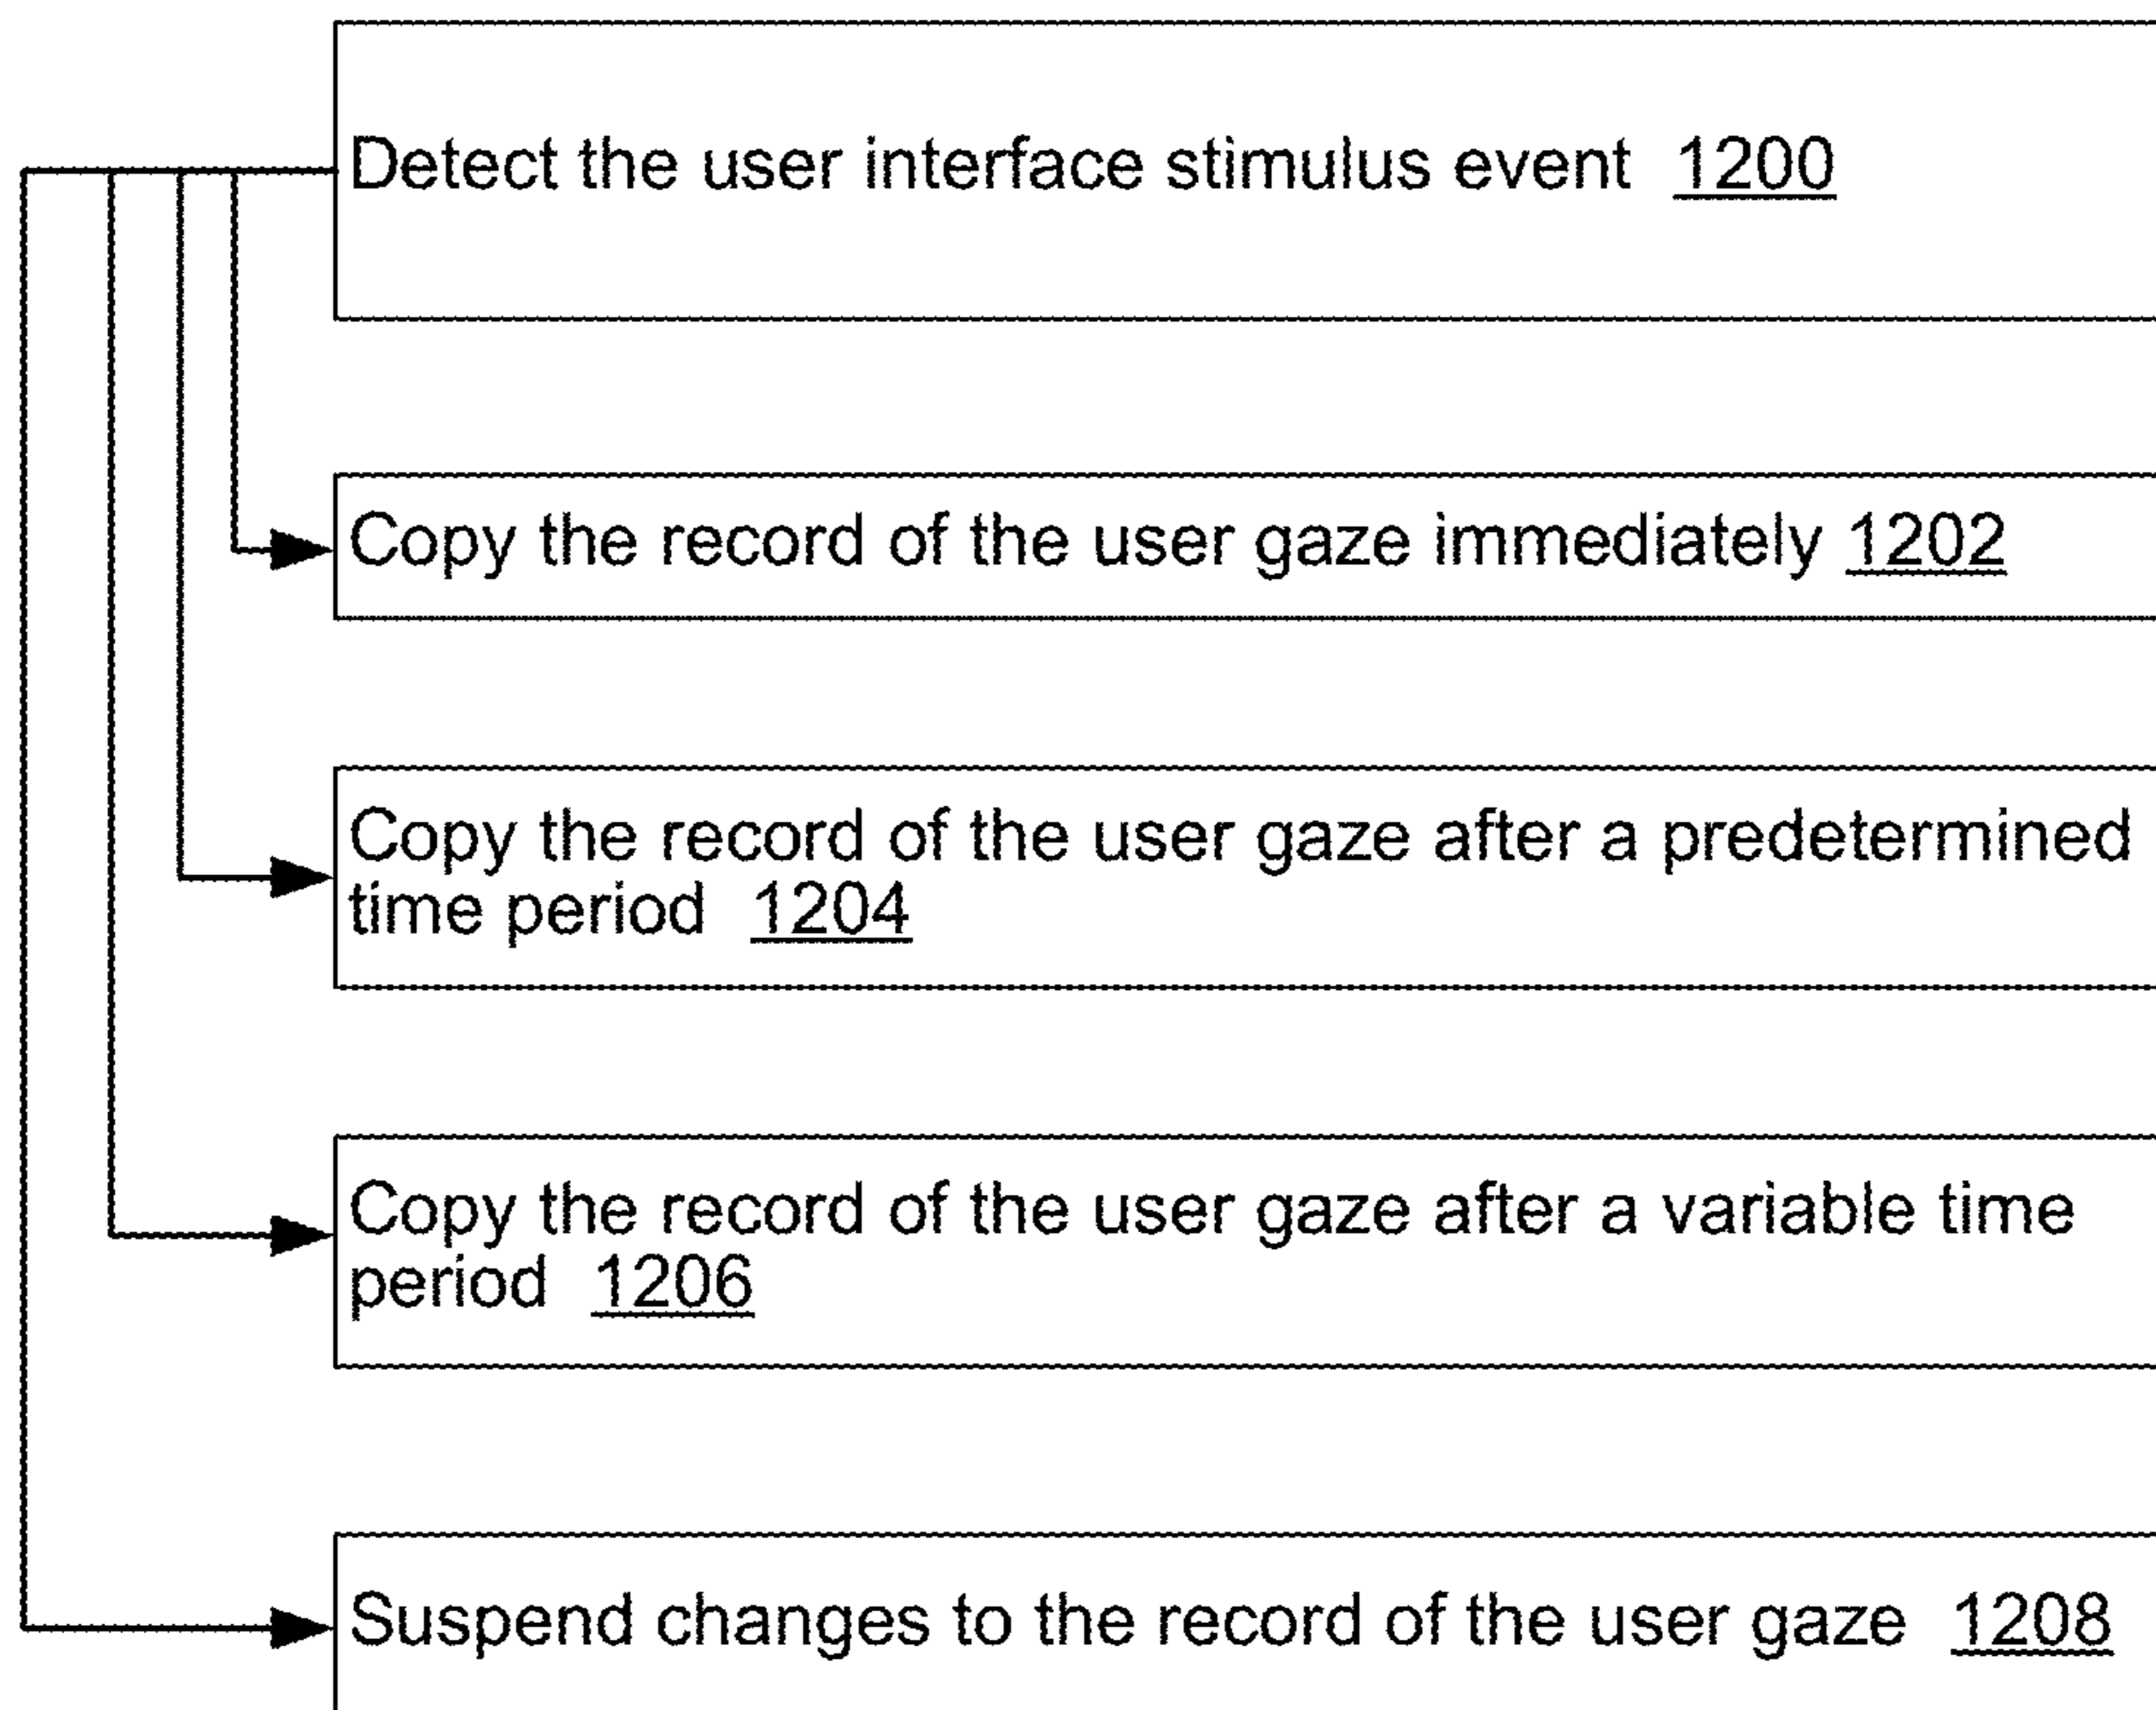 Detect the user interface stimulus event 1200
Copy the record of the user gaze immediately 1202
Copy the record of the user gaze after a predetermined
time period 1204
Copy the record of the user gaze after a variable time
period 1206
Suspend changes to the record of the user gaze 1208